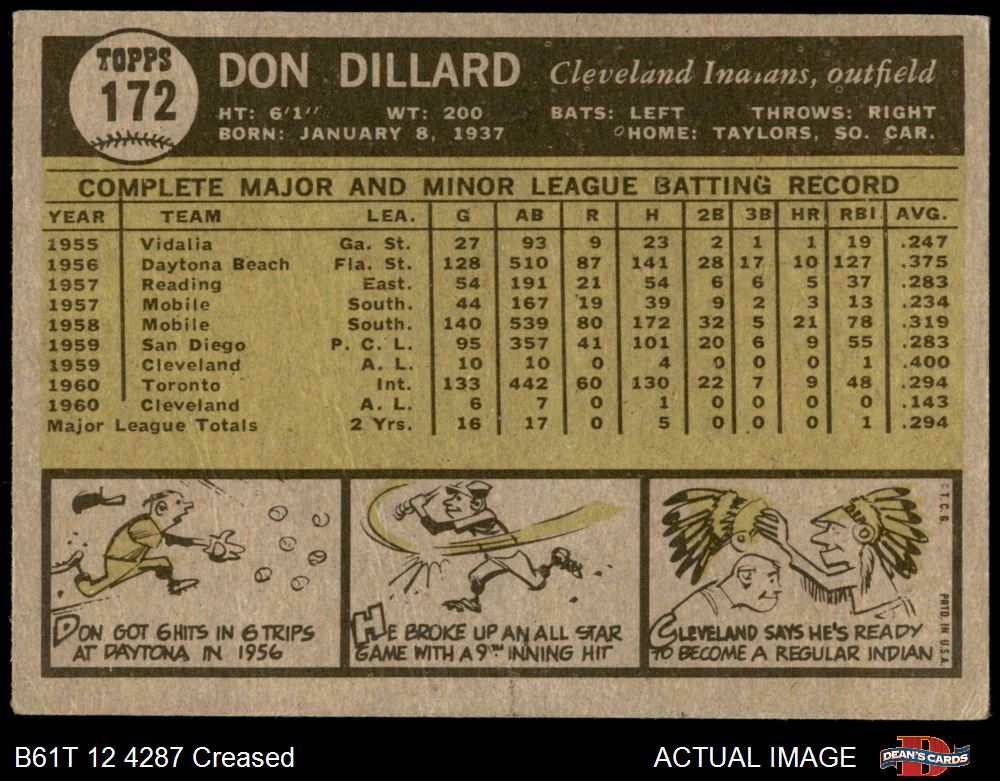 TOPPS
172
DON DILLARD Cleveland Indians, outfield
HT: 6'1" WT: 200 BATS: LEFT THROWS: RIGHT
BORN: JANUARY 8, 1937 HOME: TAYLORS, SO. CAR.
COMPLETE MAJOR AND MINOR LEAGUE BATTING RECORD
YEAR TEAM LEA. G AB R H 2B 3B HR RBI AVG.
1955 Vidalia Ga. St. 27 93 9 23 2 1 1 19 .247
1956 Daytona Beach Fla. St. 128 510 87 141 28 17 10 127 .375
1957 Reading East. 54 191 21 54 6 6 5 37 .283
1957 Mobile South. 44 167 19 39 9 2 3 13 .234
1958 Mobile South. 140 539 80 172 32 5 21 78 .319
1959 San Diego P. C. L. 95 357 41 101 20 6 9 55 .283
1959 Cleveland A. L. 10 10 0 4 0 0 0 1 .400
1960 Toronto Int. 133 442 60 130 22 7 9 48 .294
1960 Cleveland A. L. 6 7 0 1 0 0 0 0 .143
Major League Totals 2 Yrs. 16 17 0 5 0 0 0 1 .294
DON GOT 6 HITS IN 6 TRIPS
AT DAYTONA IN 1956
HE BROKE UP AN ALL STAR
GAME WITH A 9TH INNING HIT
CLEVELAND SAYS HE'S READY
TO BECOME A REGULAR INDIAN
©T.C.G. PRTD. IN U.S.A.
B61T 12 4287 Creased ACTUAL IMAGE
DEAN'S CARDS